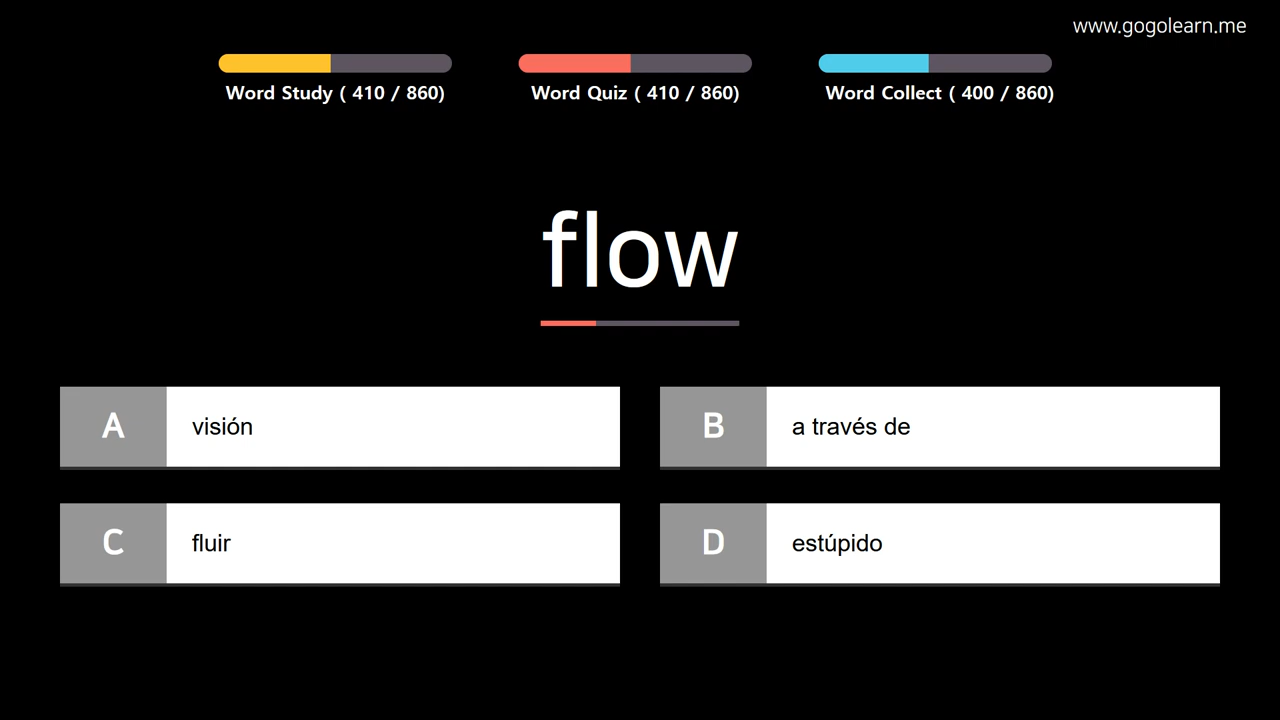 www.gogolearn.me
Word Study ( 410 / 860)
Word Quiz ( 410 / 860)
Word Collect ( 400 / 860)
flow
A visión
B a través de
C fluir
D estúpido